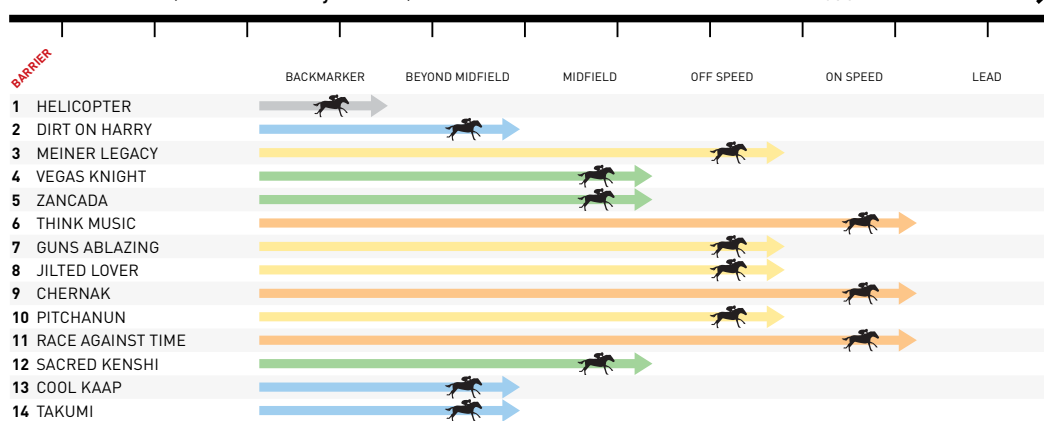 BARRIER
BACKMARKER BEYOND MIDFIELD MIDFIELD OFF SPEED ON SPEED LEAD
1 HELICOPTER
2 DIRT ON HARRY
3 MEINER LEGACY
4 VEGAS KNIGHT
5 ZANCADA
6 THINK MUSIC
7 GUNS ABLAZING
8 JILTED LOVER
9 CHERNAK
10 PITCHANUN
11 RACE AGAINST TIME
12 SACRED KENSHI
13 COOL KAAP
14 TAKUMI